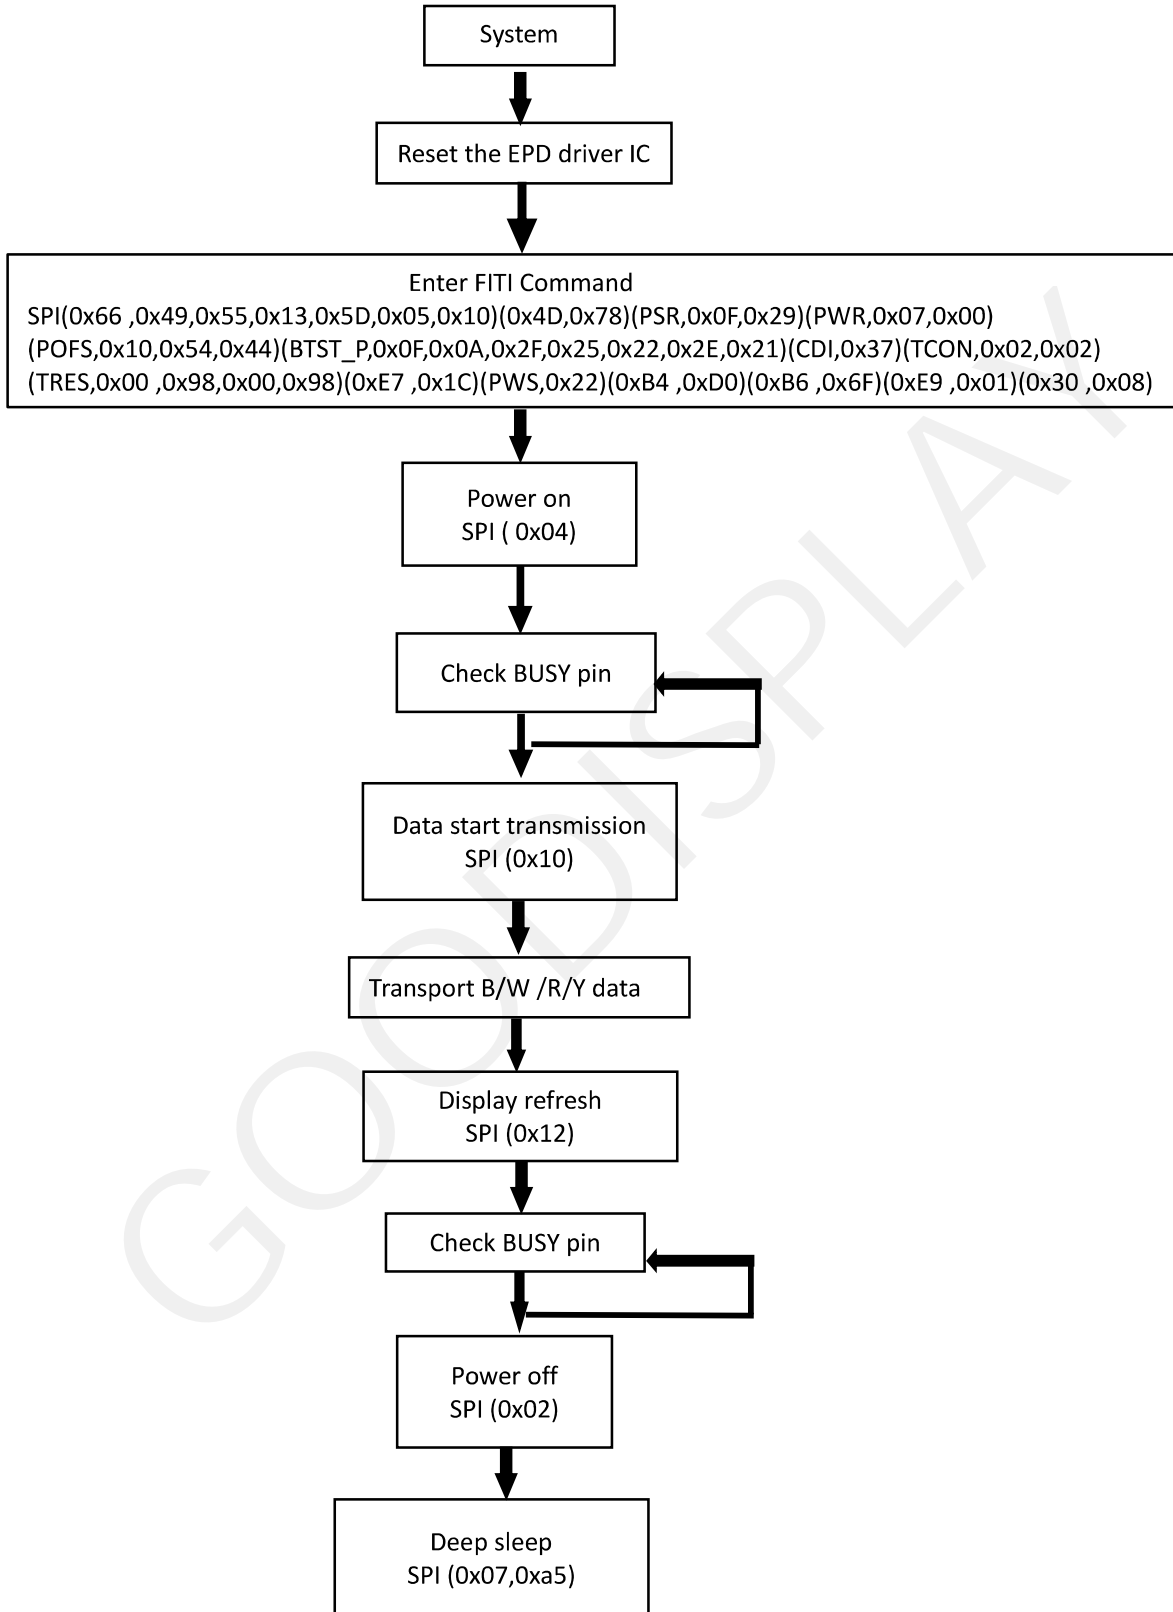 System
Reset the EPD driver IC
Enter FITI Command
SPI(0x66 ,0x49,0x55,0x13,0x5D,0x05,0x10)(0x4D,0x78)(PSR,0x0F,0x29)(PWR,0x07,0x00)
(POFS,0x10,0x54,0x44)(BTST_P,0x0F,0x0A,0x2F,0x25,0x22,0x2E,0x21)(CDI,0x37)(TCON,0x02,0x02)
(TRES,0x00 ,0x98,0x00,0x98)(0xE7 ,0x1C)(PWS,0x22)(0xB4 ,0xD0)(0xB6 ,0x6F)(0xE9 ,0x01)(0x30 ,0x08)
Power on
SPI ( 0x04)
Check BUSY pin
Data start transmission
SPI (0x10)
Transport B/W /R/Y data
Display refresh
SPI (0x12)
Check BUSY pin
Power off
SPI (0x02)
Deep sleep
SPI (0x07,0xa5)
GOODISPLAY